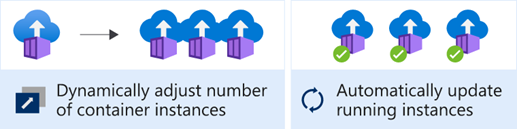 Dynamically adjust number
of container instances
Automatically update
running instances